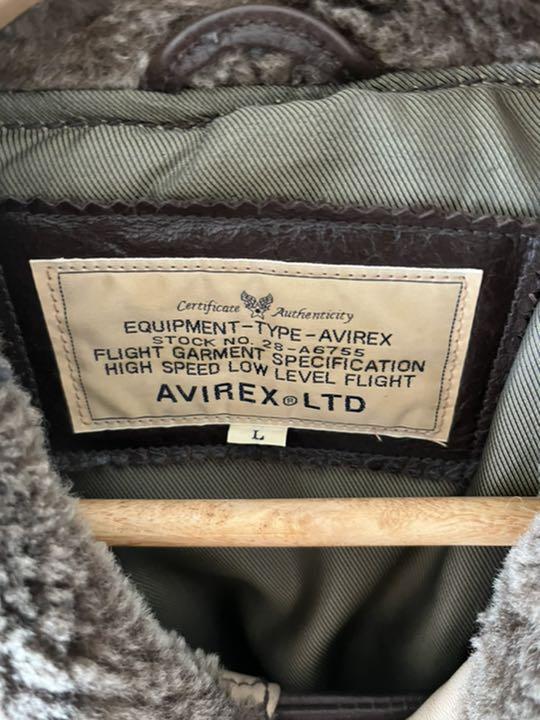 Certificate Authenticity
EQUIPMENT-TYPE-AVIREX
STOCK NO. 28-A6755
FLIGHT GARMENT SPECIFICATION
HIGH SPEED LOW LEVEL FLIGHT
AVIREX® LTD
L